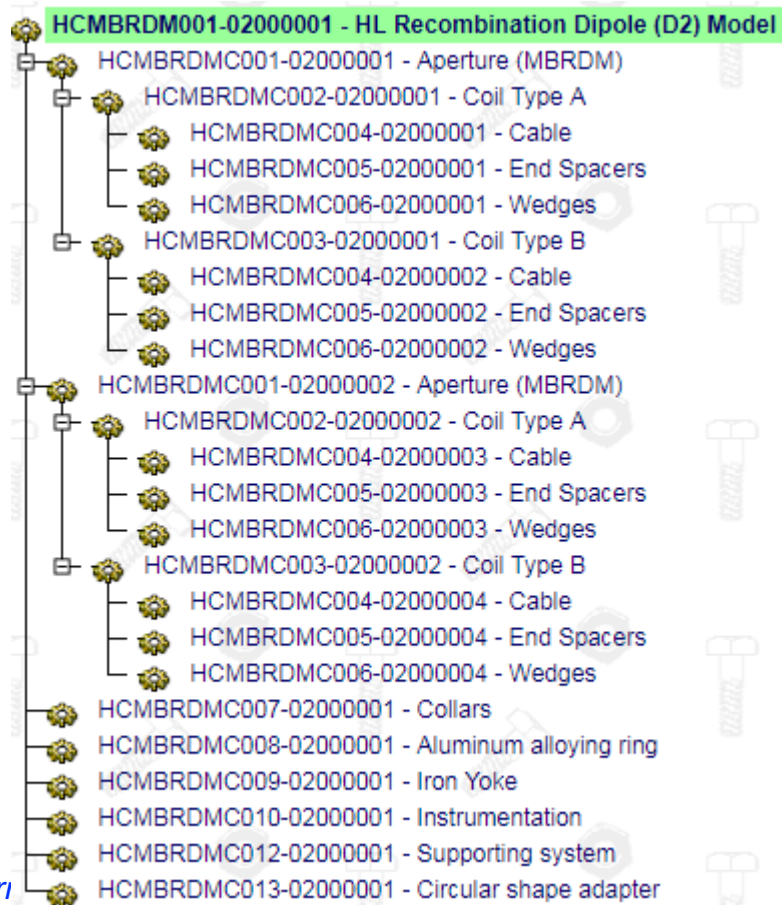 HCMBRDM001-02000001 - HL Recombination Dipole (D2) Model
HCMBRDMC001-02000001 - Aperture (MBRDM)
HCMBRDMC002-02000001 - Coil Type A
HCMBRDMC004-02000001 - Cable
HCMBRDMC005-02000001 - End Spacers
HCMBRDMC006-02000001 - Wedges
HCMBRDMC003-02000001 - Coil Type B
HCMBRDMC004-02000002 - Cable
HCMBRDMC005-02000002 - End Spacers
HCMBRDMC006-02000002 - Wedges
HCMBRDMC001-02000002 - Aperture (MBRDM)
HCMBRDMC002-02000002 - Coil Type A
HCMBRDMC004-02000003 - Cable
HCMBRDMC005-02000003 - End Spacers
HCMBRDMC006-02000003 - Wedges
HCMBRDMC003-02000002 - Coil Type B
HCMBRDMC004-02000004 - Cable
HCMBRDMC005-02000004 - End Spacers
HCMBRDMC006-02000004 - Wedges
HCMBRDMC007-02000001 - Collars
HCMBRDMC008-02000001 - Aluminum alloying ring
HCMBRDMC009-02000001 - Iron Yoke
HCMBRDMC010-02000001 - Instrumentation
HCMBRDMC012-02000001 - Supporting system
HCMBRDMC013-02000001 - Circular shape adapter